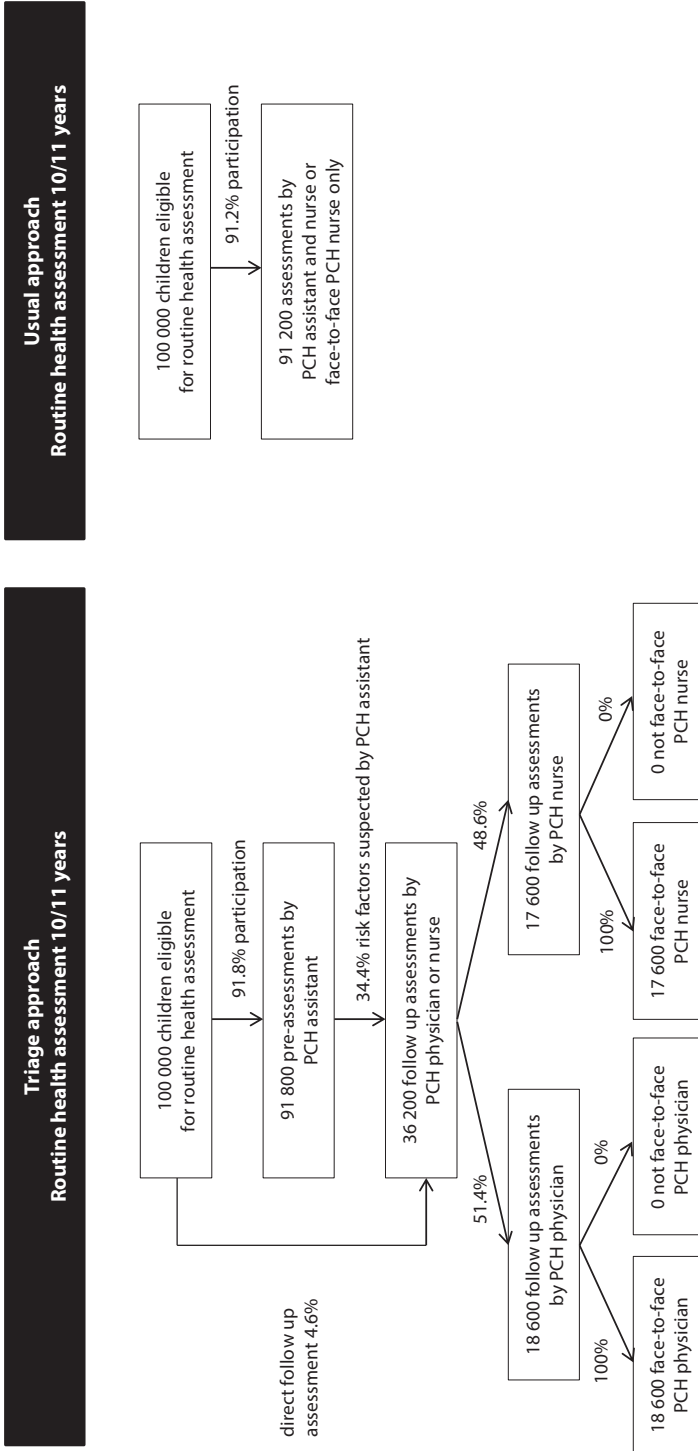 Triage approach
Routine health assessment 10/11 years
100 000 children eligible
for routine health assessment
91.8% participation
91 800 pre-assessments by
PCH assistant
34.4% risk factors suspected by PCH assistant
direct follow up
assessment 4.6%
36 200 follow up assessments by
PCH physician or nurse
51.4%
48.6%
18 600 follow up assessments
by PCH physician
17 600 follow up assessments
by PCH nurse
100%
0%
100%
0%
18 600 face-to-face
PCH physician
0 not face-to-face
PCH physician
17 600 face-to-face
PCH nurse
0 not face-to-face
PCH nurse
Usual approach
Routine health assessment 10/11 years
100 000 children eligible
for routine health assessment
91.2% participation
91 200 assessments by
PCH assistant and nurse or
face-to-face PCH nurse only